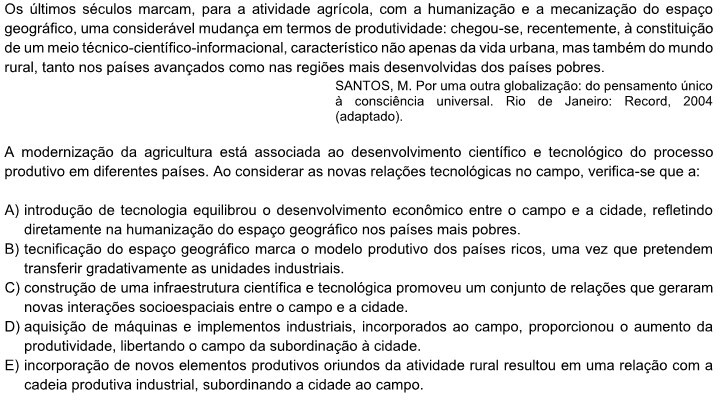 Os últimos séculos marcam, para a atividade agrícola, com a humanização e a mecanização do espaço
geográfico, uma considerável mudança em termos de produtividade: chegou-se, recentemente, à constituição
de um meio técnico-científico-informacional, característico não apenas da vida urbana, mas também do mundo
rural, tanto nos países avançados como nas regiões mais desenvolvidas dos países pobres.
SANTOS, M. Por uma outra globalização: do pensamento único
à consciência universal. Rio de Janeiro: Record, 2004
(adaptado).
A modernização da agricultura está associada ao desenvolvimento científico e tecnológico do processo
produtivo em diferentes países. Ao considerar as novas relações tecnológicas no campo, verifica-se que a:
A) introdução de tecnologia equilibrou o desenvolvimento econômico entre o campo e a cidade, refletindo
diretamente na humanização do espaço geográfico nos países mais pobres.
B) tecnificação do espaço geográfico marca o modelo produtivo dos países ricos, uma vez que pretendem
transferir gradativamente as unidades industriais.
C) construção de uma infraestrutura científica e tecnológica promoveu um conjunto de relações que geraram
novas interações socioespaciais entre o campo e a cidade.
D) aquisição de máquinas e implementos industriais, incorporados ao campo, proporcionou o aumento da
produtividade, libertando o campo da subordinação à cidade.
E) incorporação de novos elementos produtivos oriundos da atividade rural resultou em uma relação com a
cadeia produtiva industrial, subordinando a cidade ao campo.